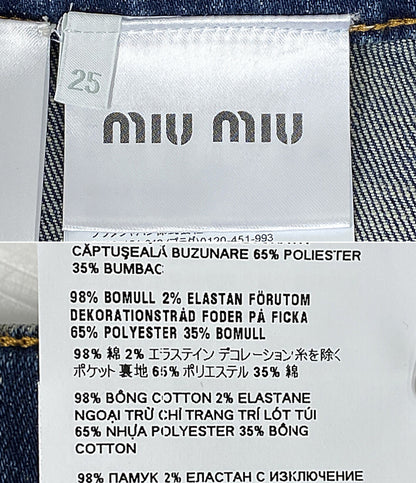 25
miu miu
0120-451-993
CĂPTUŞEALĂ BUZUNARE 65% POLIESTER
35% BUMBAC
98% BOMULL 2% ELASTAN FÖRUTOM
DEKORATIONSTRÅD FODER PÅ FICKA
65% POLYESTER 35% BOMULL
98% 綿 2% エラステイン デコレーション糸を除く
ポケット 裏地 65% ポリエステル 35% 綿
98% BÔNG COTTON 2% ELASTANE
NGOẠI TRỪ CHỈ TRANG TRÍ LÓT TÚI
65% NHỰA POLYESTER 35% BÔNG
COTTON
98% ПАМУК 2% ЕЛАСТАН С ИЗКЛЮЧЕНИЕ